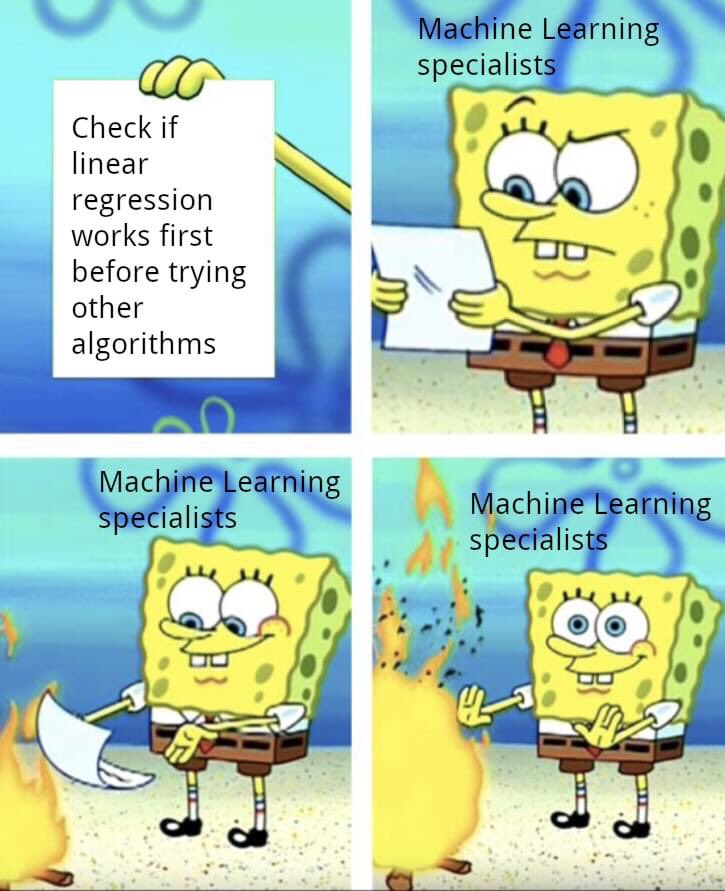 Check if
linear
regression
works first
before trying
other
algorithms
Machine Learning
specialists
Machine Learning
specialists
Machine Learning
specialists